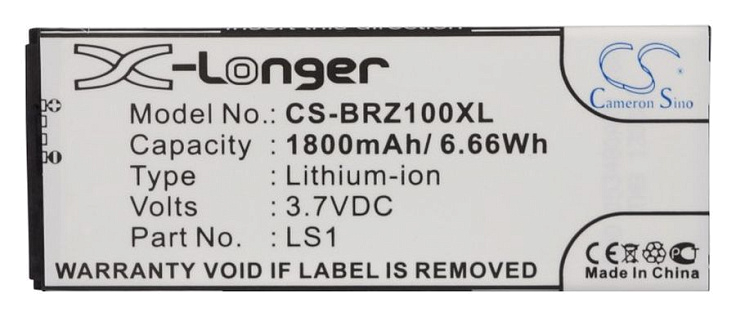 X-Longer
Cameron Sino
Model No.: CS-BRZ100XL
Capacity : 1800mAh/ 6.66Wh
Type : Lithium-ion
Volts : 3.7VDC
Part No. : LS1
WARRANTY VOID IF LABEL IS REMOVED!
CE
Made In China